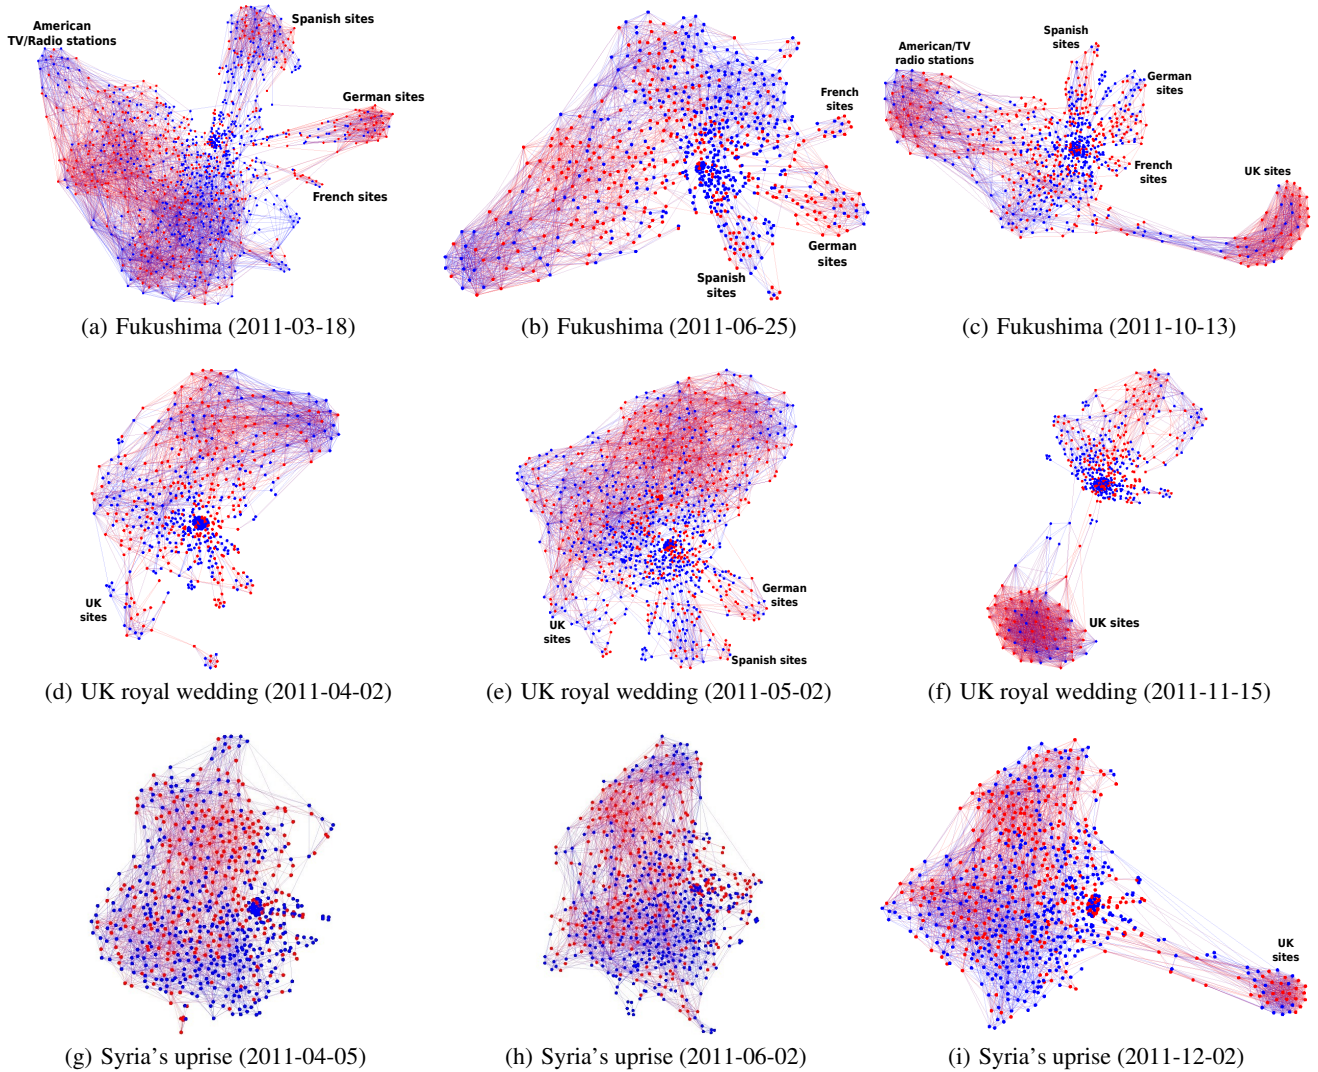 American
TV/Radio stations
Spanish sites
German sites
French sites
(a) Fukushima (2011-03-18)
French
sites
German
sites
Spanish
sites
(b) Fukushima (2011-06-25)
American/TV
radio stations
Spanish
sites
German
sites
French
sites
UK sites
(c) Fukushima (2011-10-13)
UK
sites
(d) UK royal wedding (2011-04-02)
German
sites
UK
sites
Spanish sites
(e) UK royal wedding (2011-05-02)
UK sites
(f) UK royal wedding (2011-11-15)
(g) Syria's uprise (2011-04-05)
(h) Syria's uprise (2011-06-02)
UK
sites
(i) Syria's uprise (2011-12-02)